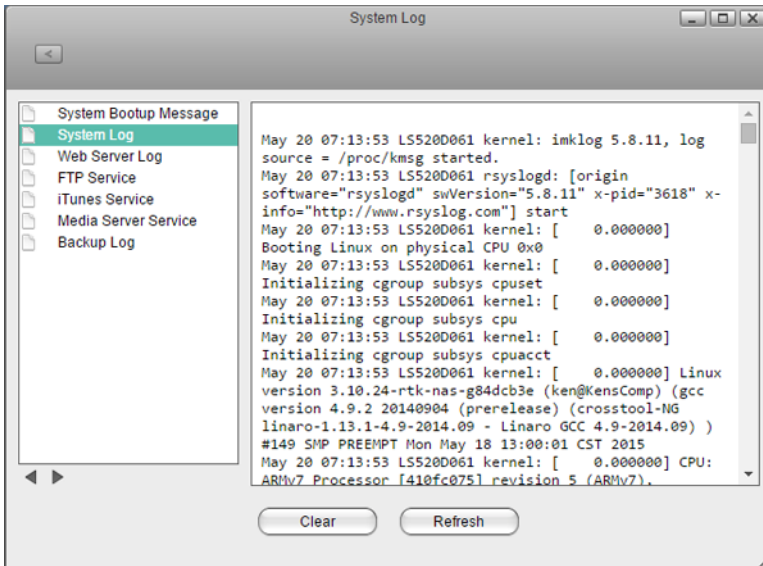 System Log
<
System Bootup Message
System Log
Web Server Log
FTP Service
iTunes Service
Media Server Service
Backup Log
May 20 07:13:53 LS520D061 kernel: imklog 5.8.11, log
source = /proc/kmsg started.
May 20 07:13:53 LS520D061 rsyslogd: [origin
software="rsyslogd" swVersion="5.8.11" x-pid="3618" x-
info="http://www.rsyslog.com"] start
May 20 07:13:53 LS520D061 kernel: [    0.000000]
Booting Linux on physical CPU 0x0
May 20 07:13:53 LS520D061 kernel: [    0.000000]
Initializing cgroup subsys cpuset
May 20 07:13:53 LS520D061 kernel: [    0.000000]
Initializing cgroup subsys cpu
May 20 07:13:53 LS520D061 kernel: [    0.000000]
Initializing cgroup subsys cpuacct
May 20 07:13:53 LS520D061 kernel: [    0.000000] Linux
version 3.10.24-rtk-nas-g84dcb3e (ken@KensComp) (gcc
version 4.9.2 20140904 (prerelease) (crosstool-NG
linaro-1.13.1-4.9-2014.09 - Linaro GCC 4.9-2014.09) )
#149 SMP PREEMPT Mon May 18 13:00:01 CST 2015
May 20 07:13:53 LS520D061 kernel: [    0.000000] CPU:
ARMv7 Processor [410fc075] revision 5 (ARMv7),
Clear
Refresh